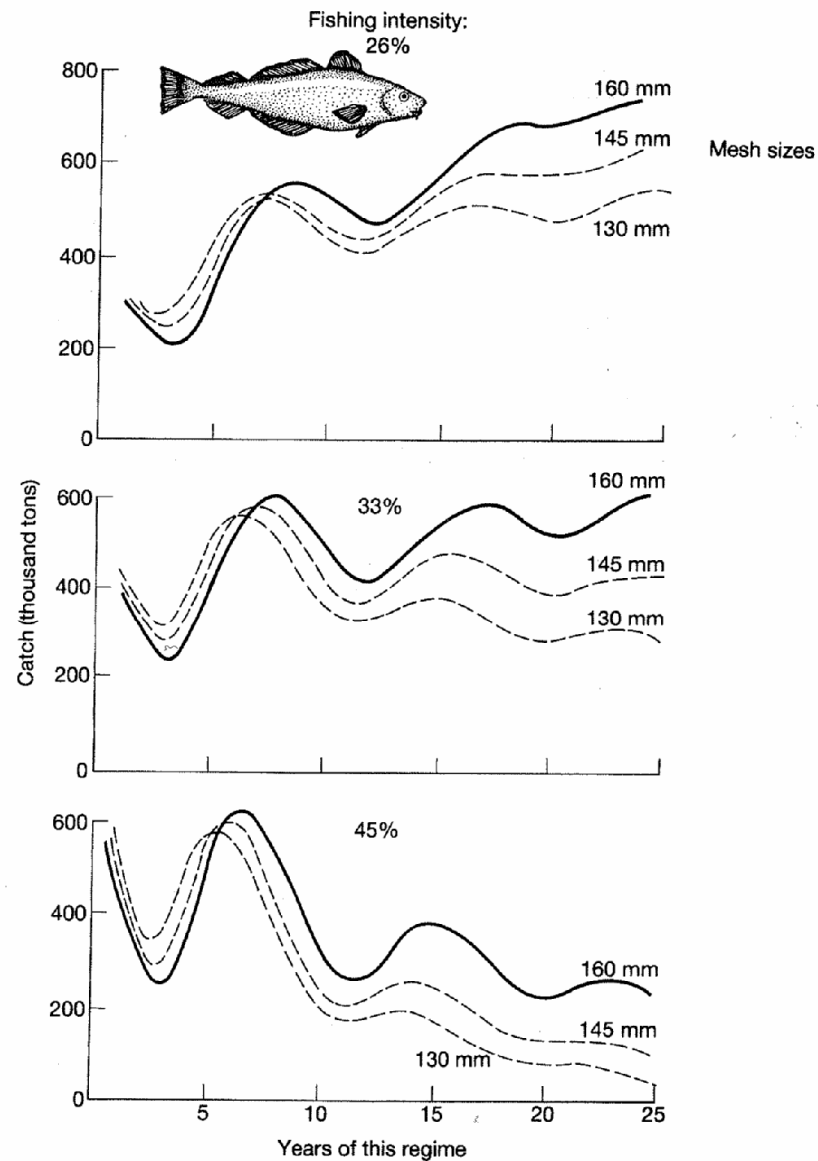 Fishing intensity:
26%
800
600
400
200
0
160 mm
145 mm
130 mm
Mesh sizes
Catch (thousand tons)
33%
600
400
200
0
160 mm
145 mm
130 mm
45%
600
400
200
0
160 mm
145 mm
130 mm
5
10
15
20
25
Years of this regime